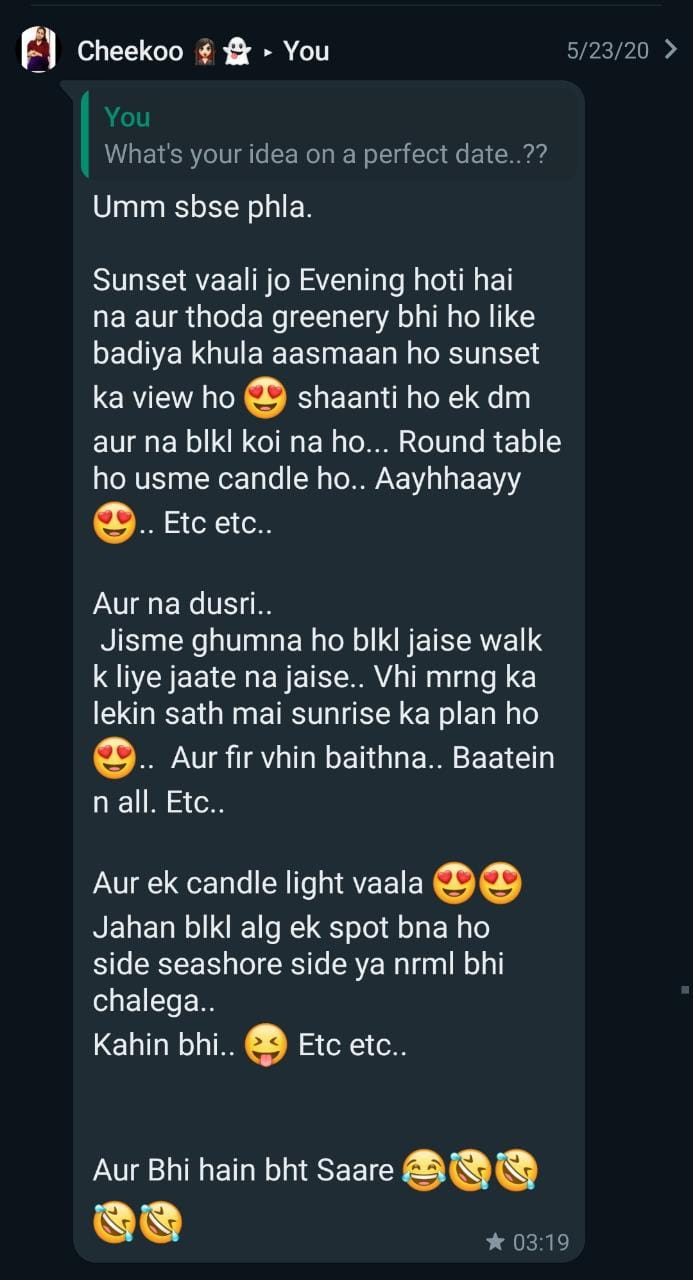 Cheekoo 👩🏻👻 ▸ You 5/23/20
You
What's your idea on a perfect date..??
Umm sbse phla.
Sunset vaali jo Evening hoti hai
na aur thoda greenery bhi ho like
badiya khula aasmaan ho sunset
ka view ho 😍 shaanti ho ek dm
aur na blkl koi na ho... Round table
ho usme candle ho.. Aayhhaayy
😍.. Etc etc..
Aur na dusri..
Jisme ghumna ho blkl jaise walk
k liye jaate na jaise.. Vhi mrng ka
lekin sath mai sunrise ka plan ho
😍.. Aur fir vhin baithna.. Baatein
n all. Etc..
Aur ek candle light vaala 😍😍
Jahan blkl alg ek spot bna ho
side seashore side ya nrml bhi
chalega..
Kahin bhi.. 😝 Etc etc..
Aur Bhi hain bht Saare 😂🤣🤣
🤣🤣
★ 03:19